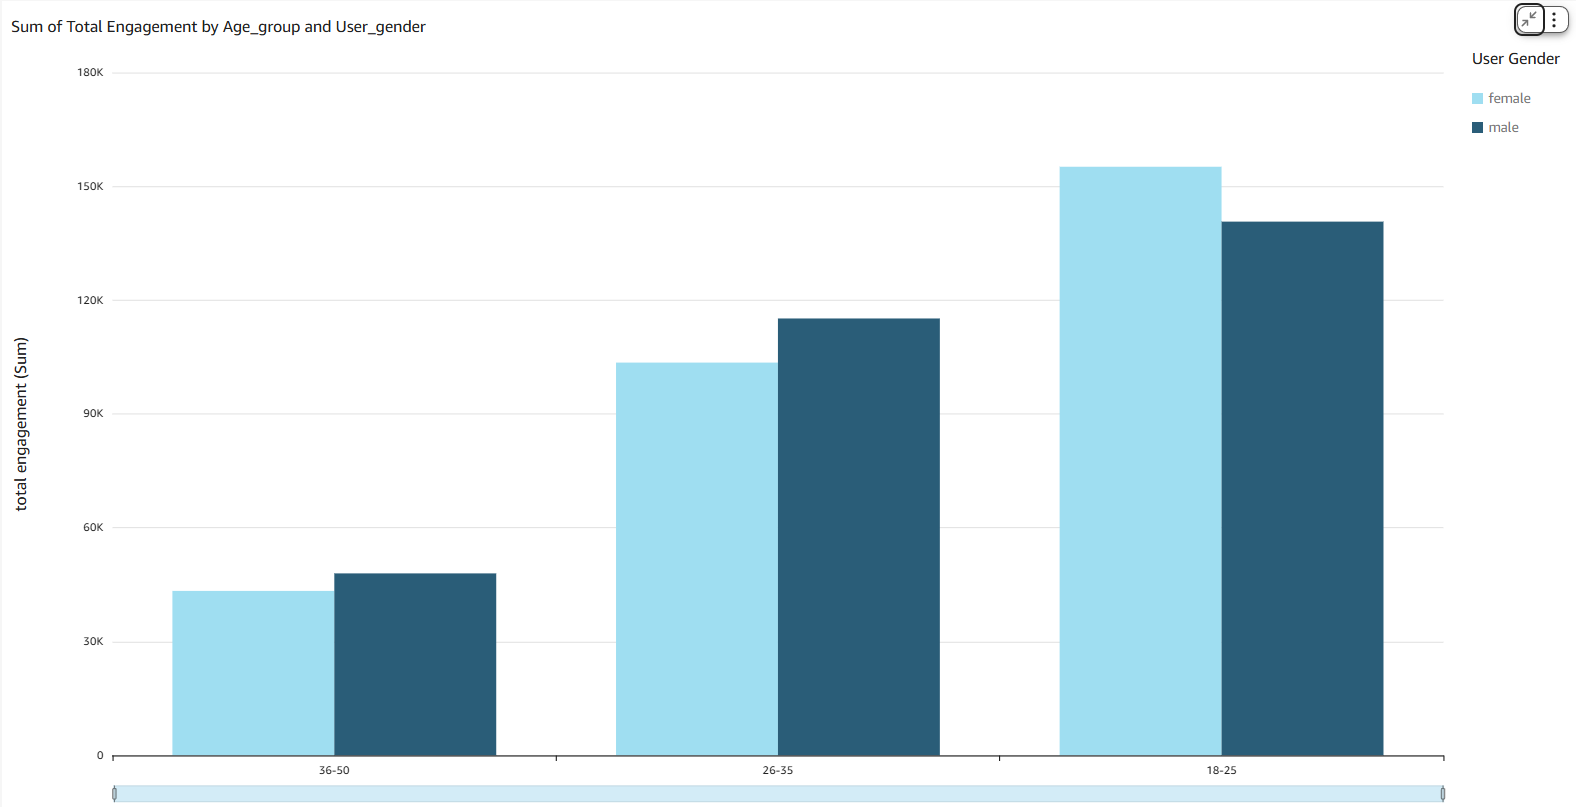 Sum of Total Engagement by Age_group and User_gender
User Gender
female
male
total engagement (Sum)
180K
150K
120K
90K
60K
30K
0
36-50
26-35
18-25